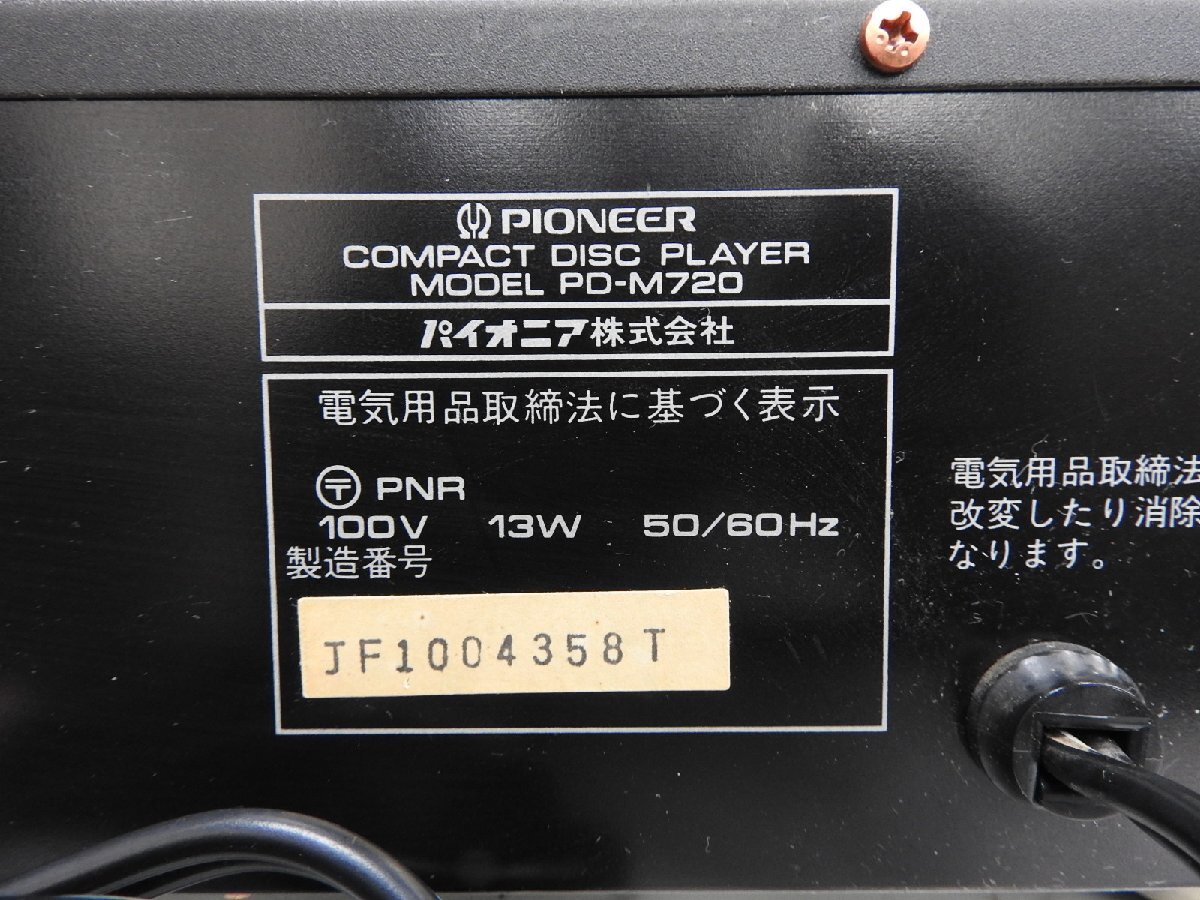 PIONEER
COMPACT DISC PLAYER
MODEL PD-M720
パイオニア株式会社
電気用品取締法に基づく表示
〒 PNR
100V 13W 50/60Hz
製造番号
JF1004358T
電気用品取締法
改変したり消除
なります。